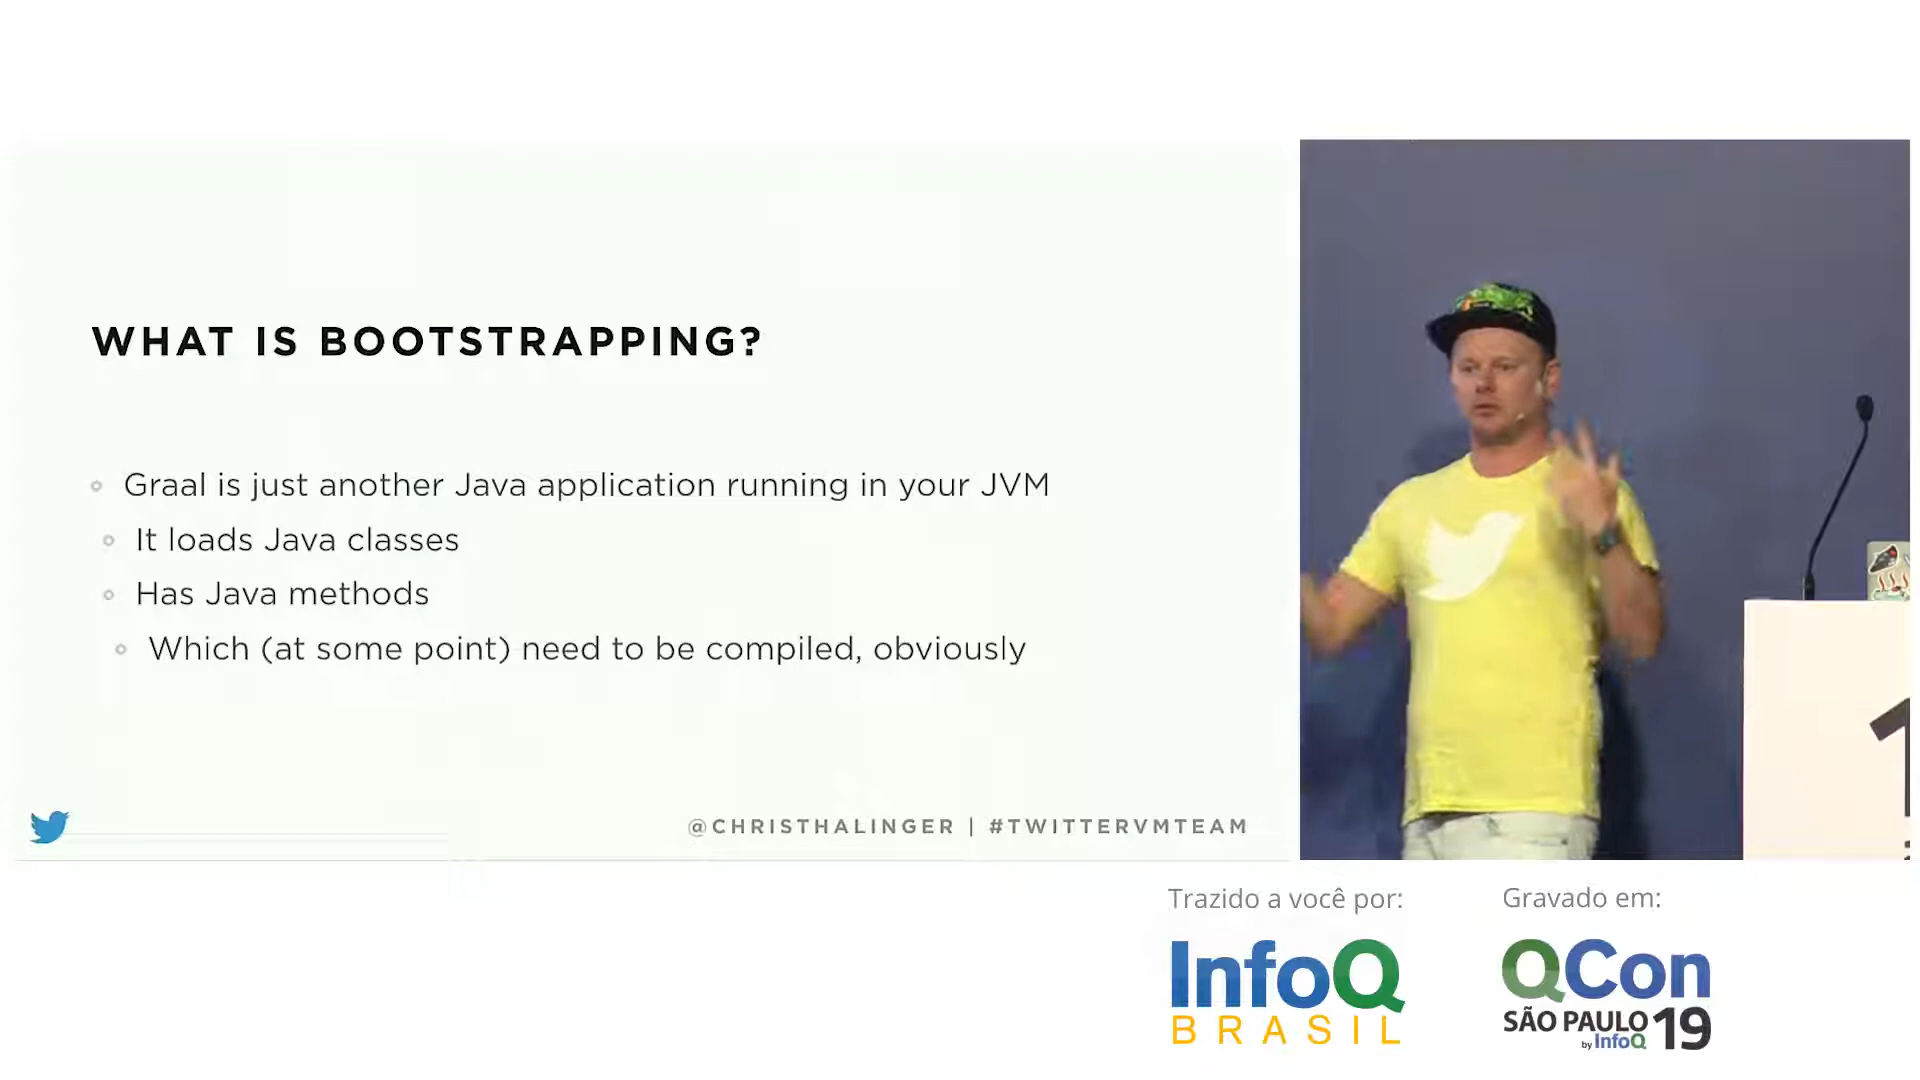 WHAT IS BOOTSTRAPPING?
Graal is just another Java application running in your JVM
It loads Java classes
Has Java methods
Which (at some point) need to be compiled, obviously
@CHRISTHALINGER | #TWITTERVMTEAM
Trazido a você por:
InfoQ
BRASIL
Gravado em:
QCon
SÃO PAULO 19
by InfoQ